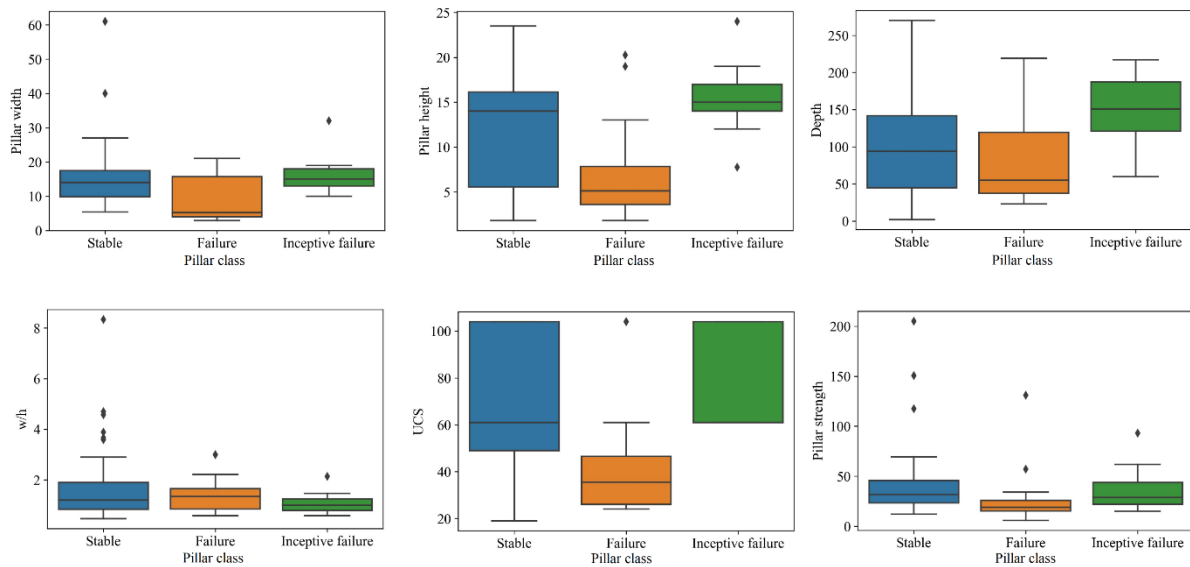 Pillar width
60
50
40
30
20
10
0
Stable
Failure
Inceptive failure
Pillar class
Pillar height
25
20
15
10
5
Stable
Failure
Inceptive failure
Pillar class
Depth
250
200
150
100
50
0
Stable
Failure
Inceptive failure
Pillar class
w/h
8
6
4
2
Stable
Failure
Inceptive failure
Pillar class
UCS
100
80
60
40
20
Stable
Failure
Inceptive failure
Pillar class
Pillar strength
200
150
100
50
0
Stable
Failure
Inceptive failure
Pillar class